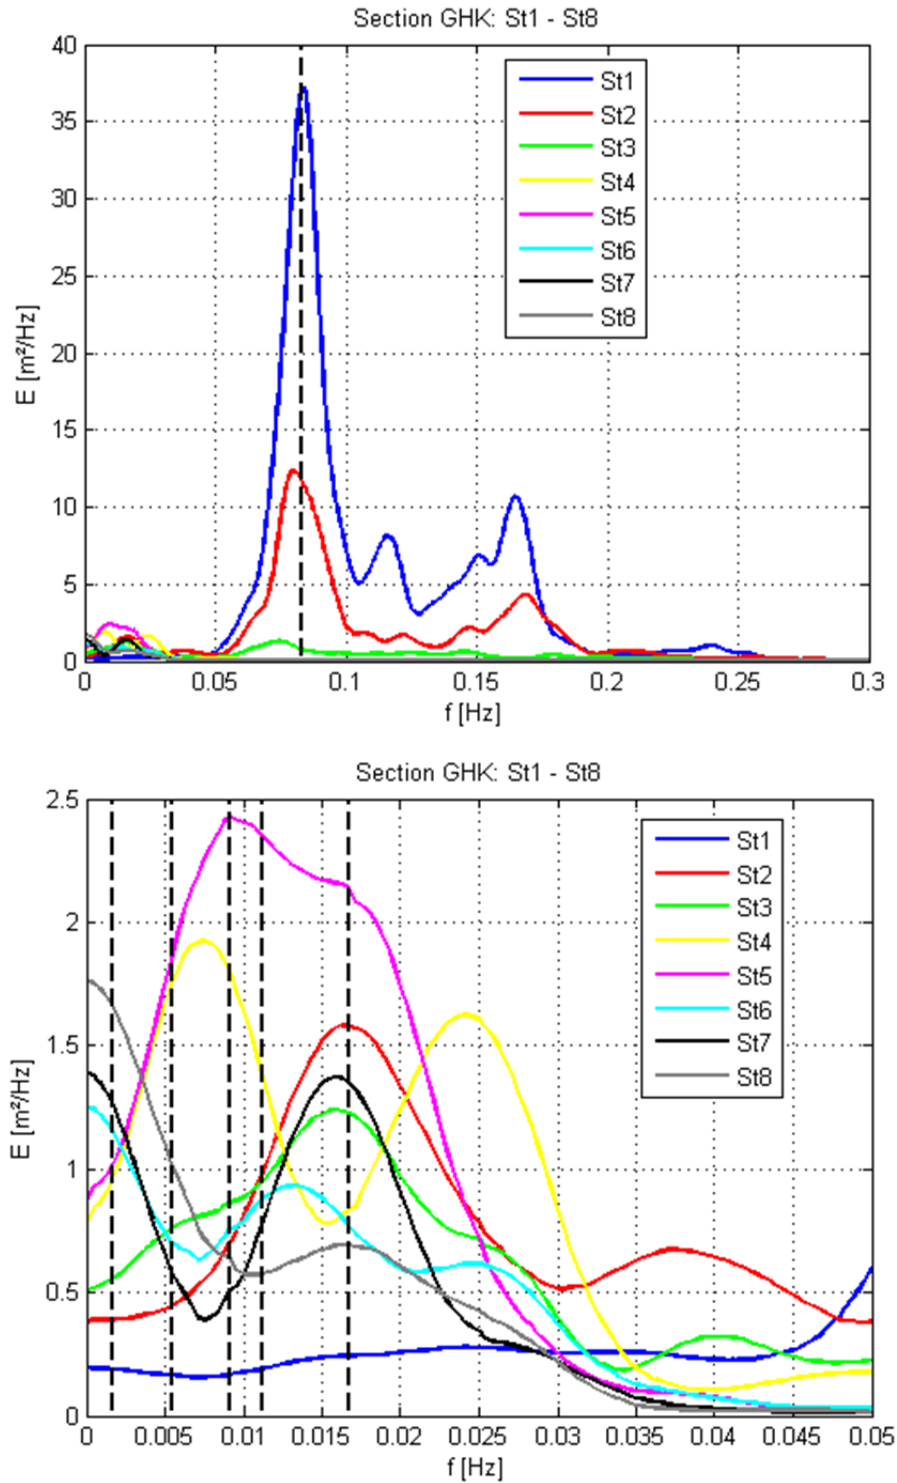 Section GHK: St1 - St8
40
35
30
25
20
15
10
5
0
E [m²/Hz]
St1
St2
St3
St4
St5
St6
St7
St8
0 0.05 0.1 0.15 0.2 0.25 0.3
f [Hz]
Section GHK: St1 - St8
2.5
2
1.5
1
0.5
0
E [m²/Hz]
St1
St2
St3
St4
St5
St6
St7
St8
0 0.005 0.01 0.015 0.02 0.025 0.03 0.035 0.04 0.045 0.05
f [Hz]